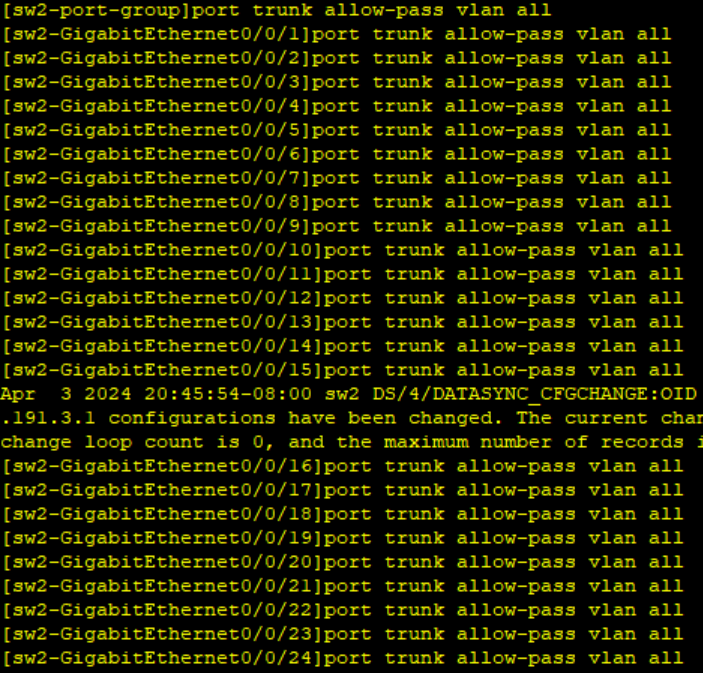 [sw2-port-group]port trunk allow-pass vlan all
[sw2-GigabitEthernet0/0/1]port trunk allow-pass vlan all
[sw2-GigabitEthernet0/0/2]port trunk allow-pass vlan all
[sw2-GigabitEthernet0/0/3]port trunk allow-pass vlan all
[sw2-GigabitEthernet0/0/4]port trunk allow-pass vlan all
[sw2-GigabitEthernet0/0/5]port trunk allow-pass vlan all
[sw2-GigabitEthernet0/0/6]port trunk allow-pass vlan all
[sw2-GigabitEthernet0/0/7]port trunk allow-pass vlan all
[sw2-GigabitEthernet0/0/8]port trunk allow-pass vlan all
[sw2-GigabitEthernet0/0/9]port trunk allow-pass vlan all
[sw2-GigabitEthernet0/0/10]port trunk allow-pass vlan all
[sw2-GigabitEthernet0/0/11]port trunk allow-pass vlan all
[sw2-GigabitEthernet0/0/12]port trunk allow-pass vlan all
[sw2-GigabitEthernet0/0/13]port trunk allow-pass vlan all
[sw2-GigabitEthernet0/0/14]port trunk allow-pass vlan all
[sw2-GigabitEthernet0/0/15]port trunk allow-pass vlan all
Apr  3 2024 20:45:54-08:00 sw2 DS/4/DATASYNC_CFGCHANGE:OID
.191.3.1 configurations have been changed. The current
change loop count is 0, and the maximum number of records
[sw2-GigabitEthernet0/0/16]port trunk allow-pass vlan all
[sw2-GigabitEthernet0/0/17]port trunk allow-pass vlan all
[sw2-GigabitEthernet0/0/18]port trunk allow-pass vlan all
[sw2-GigabitEthernet0/0/19]port trunk allow-pass vlan all
[sw2-GigabitEthernet0/0/20]port trunk allow-pass vlan all
[sw2-GigabitEthernet0/0/21]port trunk allow-pass vlan all
[sw2-GigabitEthernet0/0/22]port trunk allow-pass vlan all
[sw2-GigabitEthernet0/0/23]port trunk allow-pass vlan all
[sw2-GigabitEthernet0/0/24]port trunk allow-pass vlan all